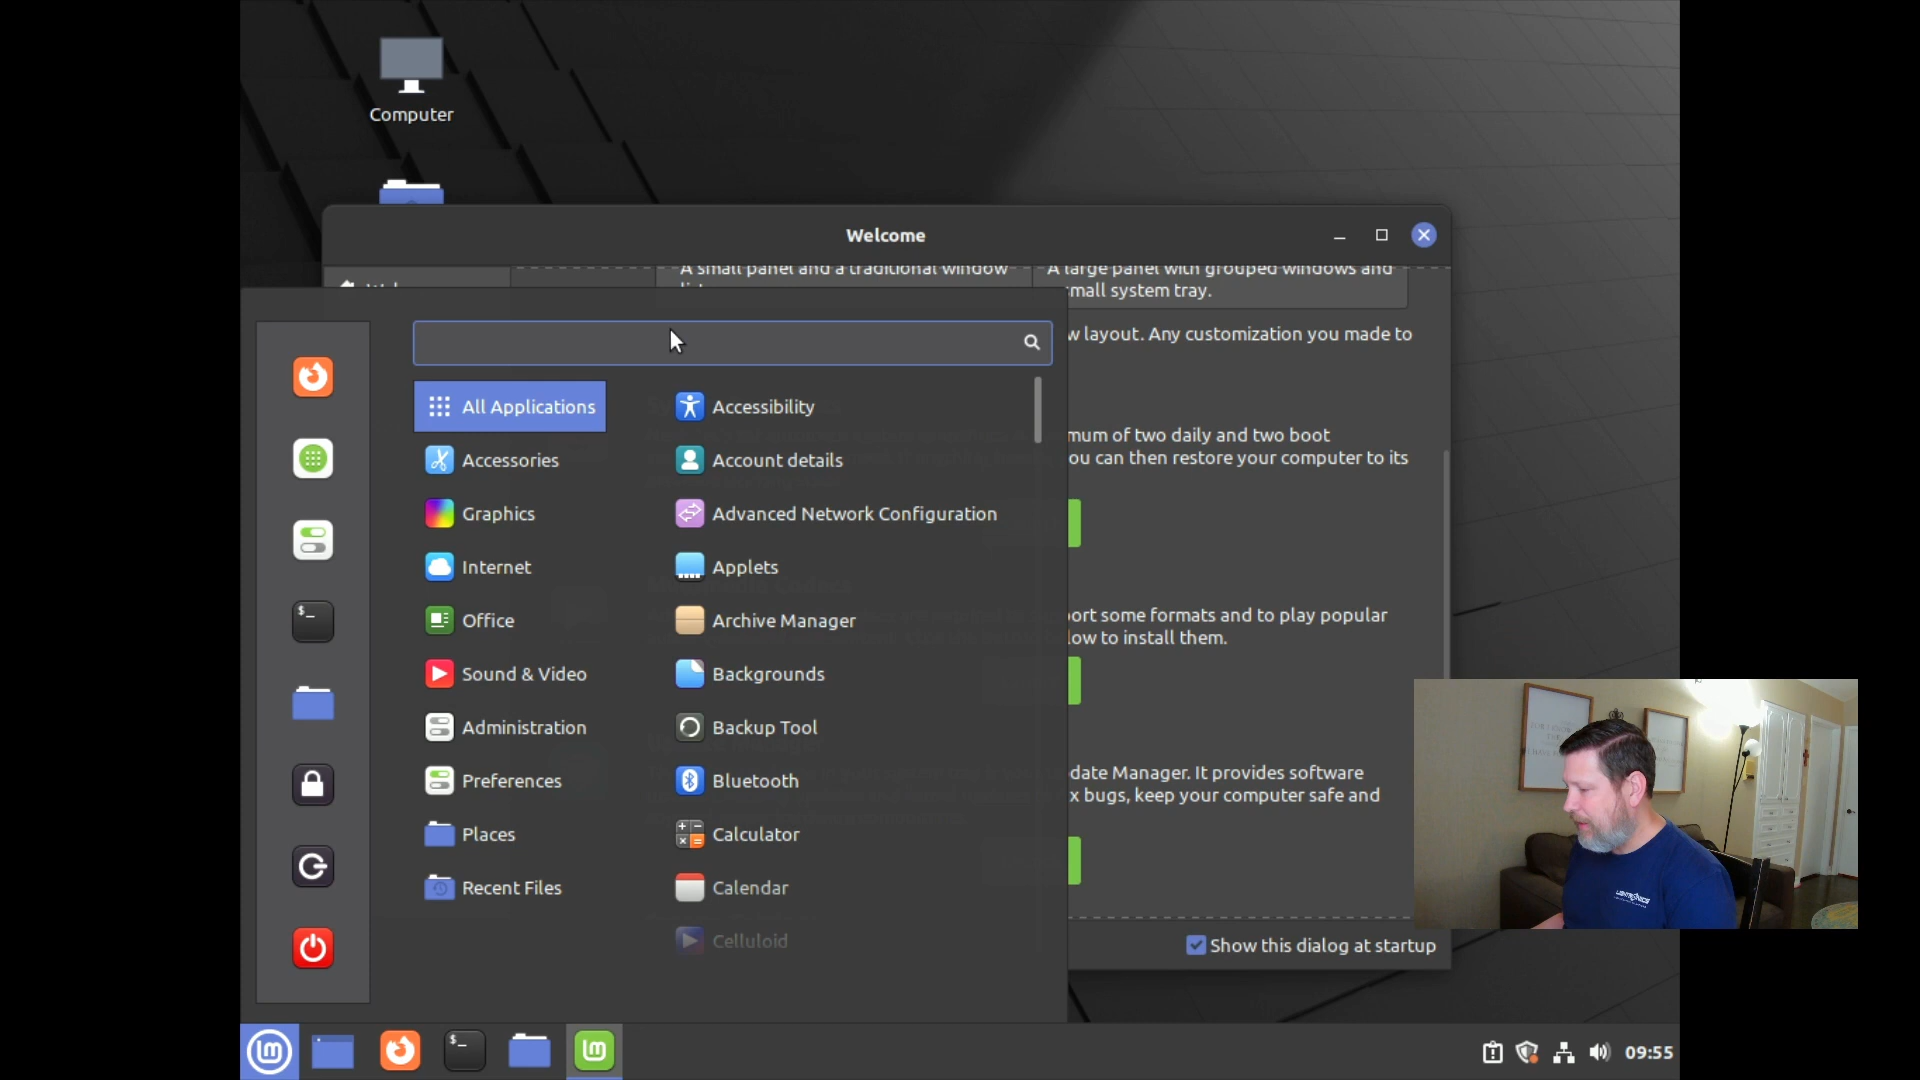 Computer
Welcome
A small panel and a traditional window
A large panel with grouped windows and
small system tray.
w layout. Any customization you made to
mum of two daily and two boot
you can then restore your computer to its
port some formats and to play popular
low to install them.
date Manager. It provides software
x bugs, keep your computer safe and
Show this dialog at startup
All Applications
Accessories
Graphics
Internet
Office
Sound & Video
Administration
Preferences
Places
Recent Files
Accessibility
Account details
Advanced Network Configuration
Applets
Archive Manager
Backgrounds
Backup Tool
Bluetooth
Calculator
Calendar
Celluloid
09:55